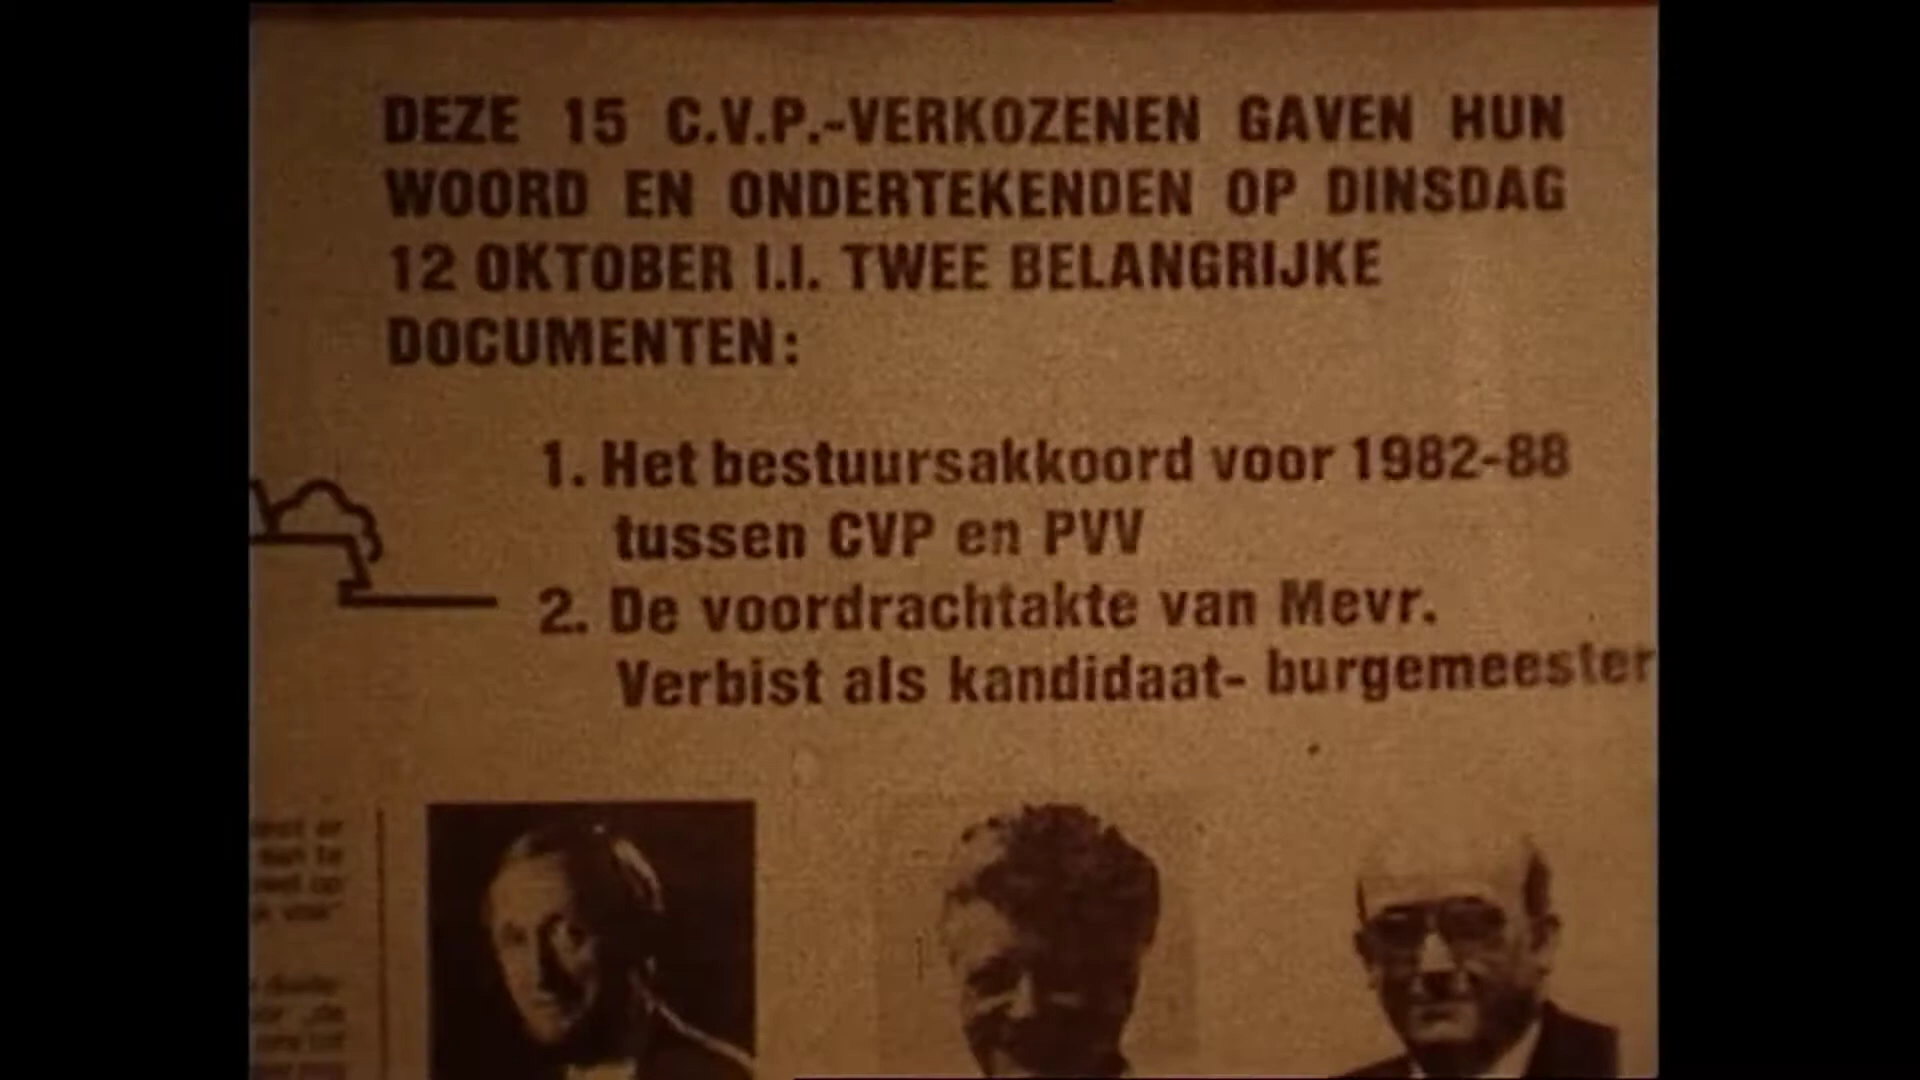 DEZE 15 C.V.P.-VERKOZENEN GAVEN HUN
WOORD EN ONDERTEKENDEN OP DINSDAG
12 OKTOBER l.l. TWEE BELANGRIJKE
DOCUMENTEN:
1. Het bestuursakkoord voor 1982-88
tussen CVP en PVV
2. De voordrachtakte van Mevr.
Verbist als kandidaat- burgemeester